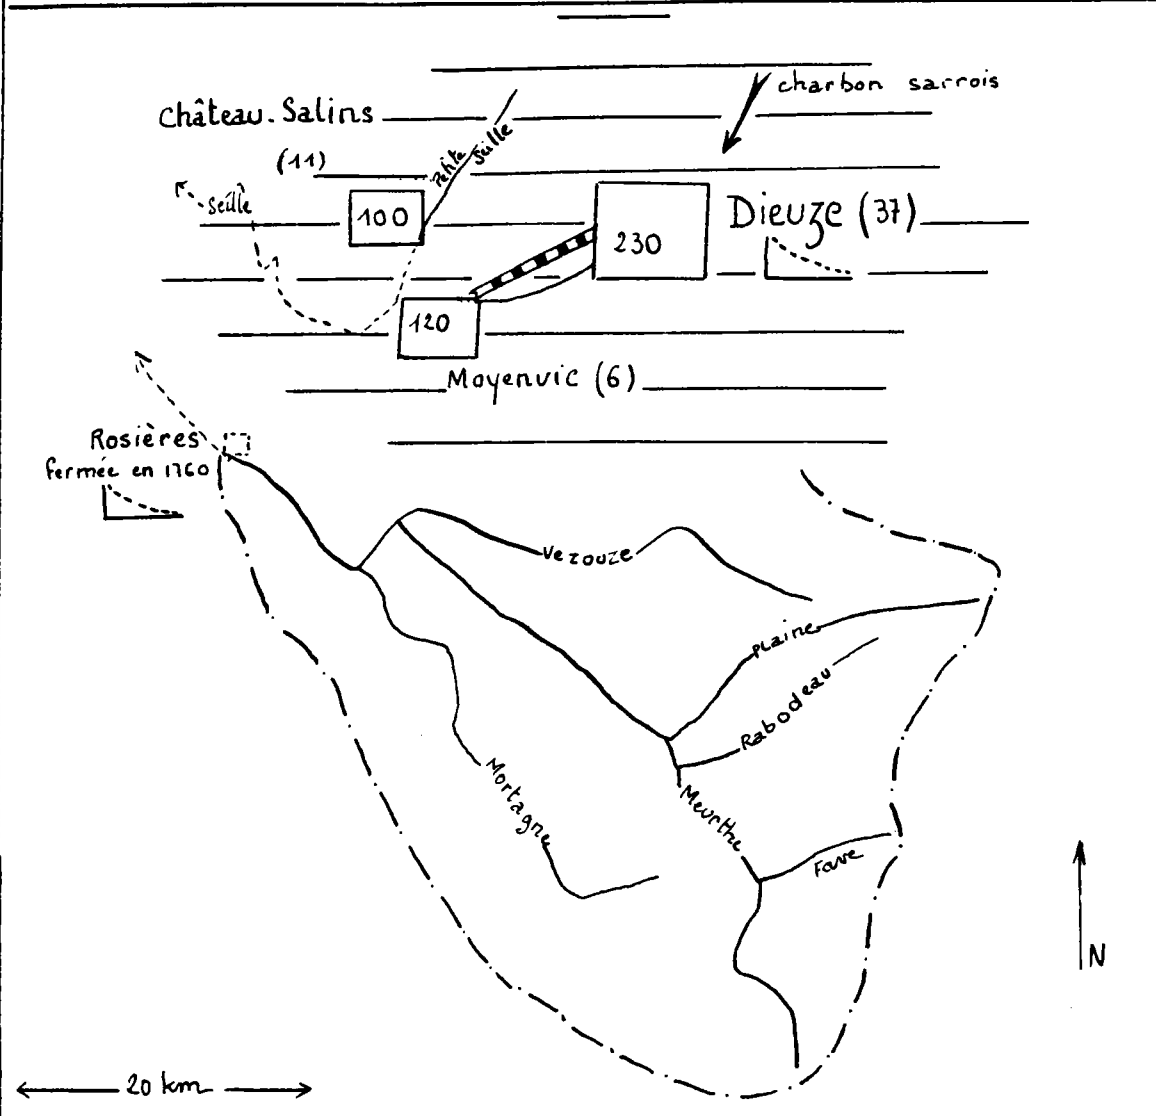 charbon sarrois
Château-Salins
(11)
Petite Seille
Seille
100
230
Dieuze (37)
120
Moyenvic (6)
Rosières
fermée en 1760
Vezouze
Plaine
Rabodeau
Mortagne
Meurthe
Fave
N
20 km